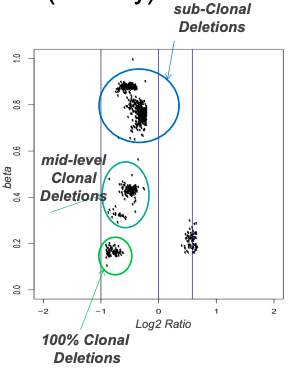 sub-Clonal
Deletions
1.0
0.8
0.6
0.4
0.2
0.0
beta
mid-level
Clonal
Deletions
−2
−1
0
1
2
Log2 Ratio
100% Clonal
Deletions